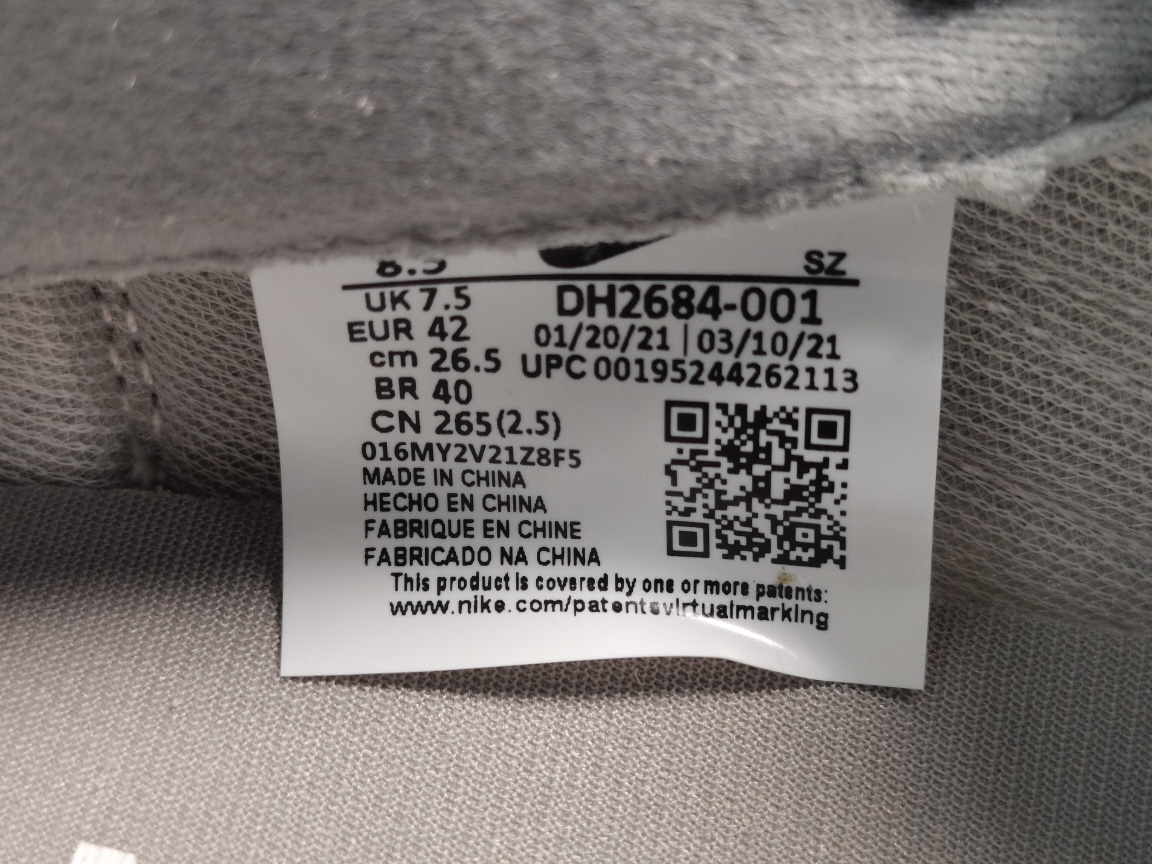 8.5 SZ
UK 7.5 DH2684-001
EUR 42 01/20/21 | 03/10/21
cm 26.5 UPC 00195244262113
BR 40
CN 265(2.5)
016MY2V21Z8F5
MADE IN CHINA
HECHO EN CHINA
FABRIQUE EN CHINE
FABRICADO NA CHINA
This product is covered by one or more patents:
www.nike.com/patentsvirtualmarking